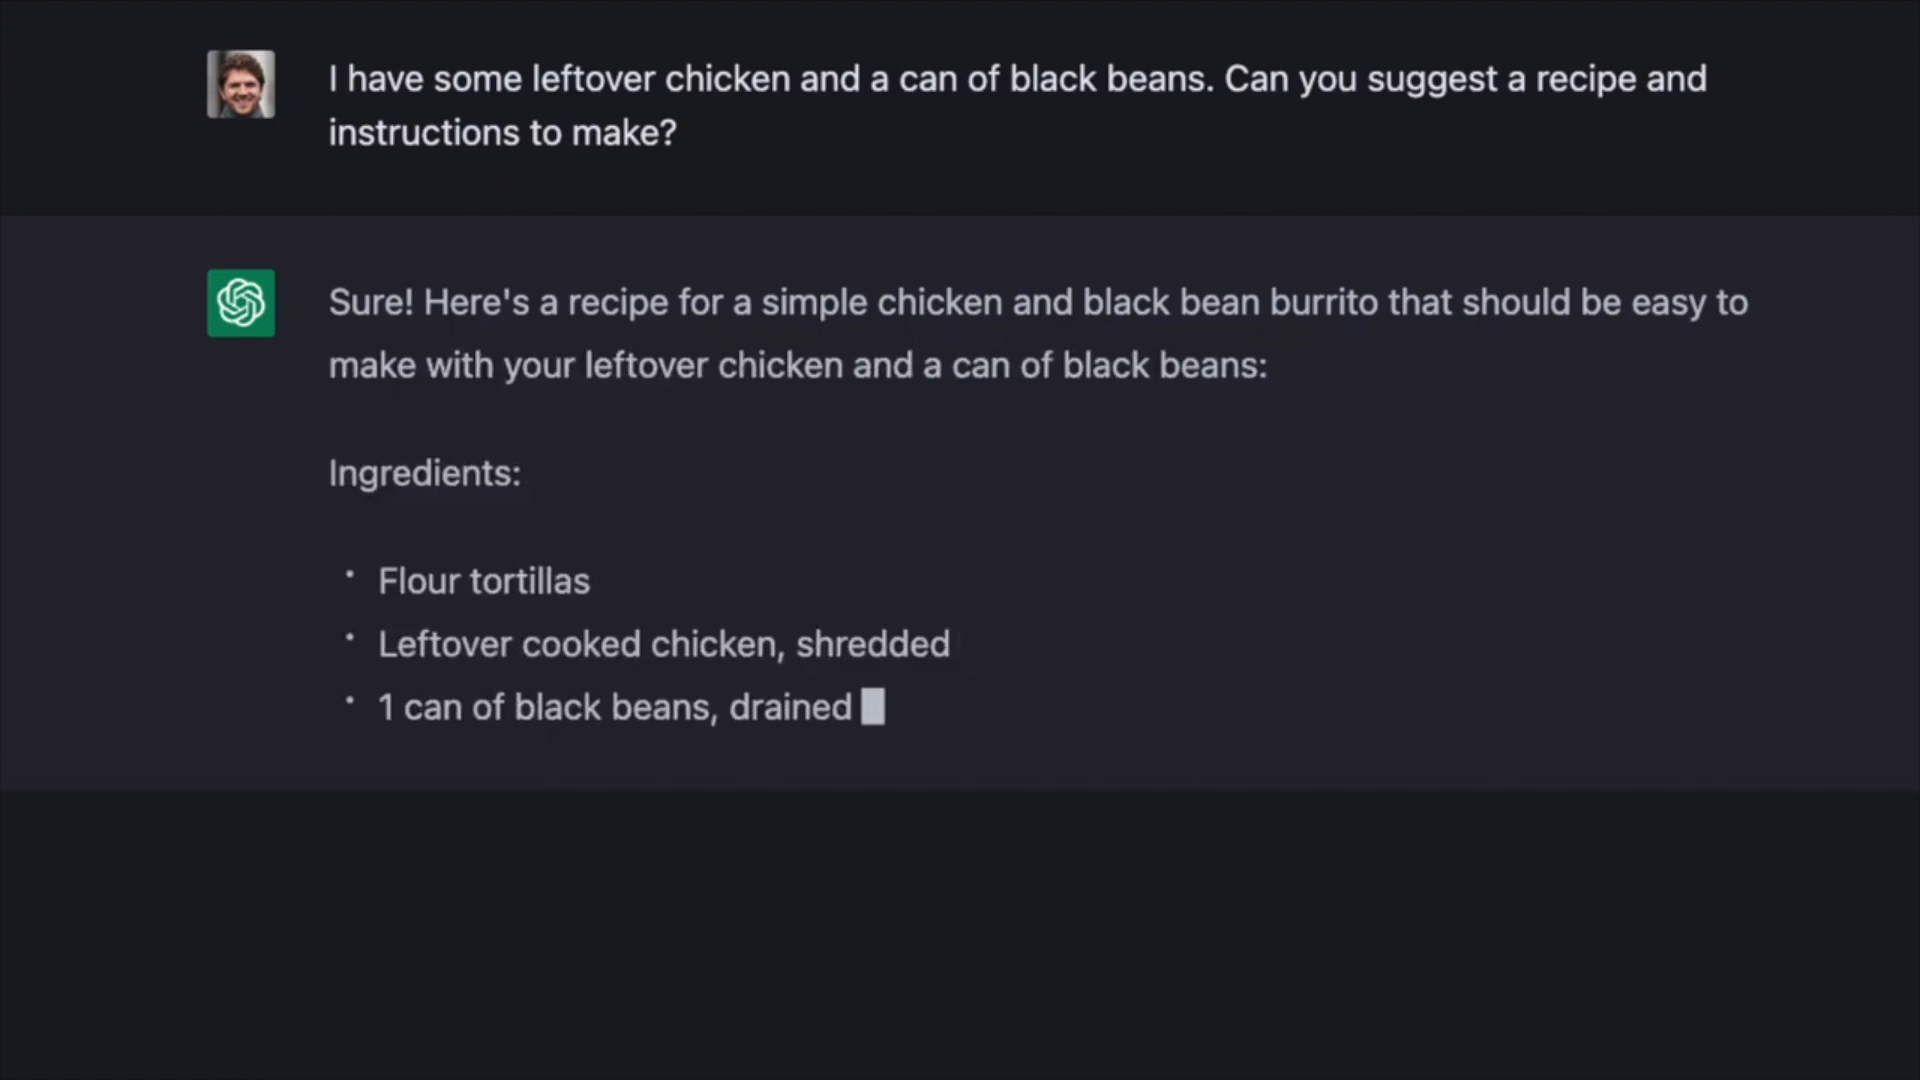 I have some leftover chicken and a can of black beans. Can you suggest a recipe and
instructions to make?
Sure! Here's a recipe for a simple chicken and black bean burrito that should be easy to
make with your leftover chicken and a can of black beans:
Ingredients:
• Flour tortillas
• Leftover cooked chicken, shredded
• 1 can of black beans, drained